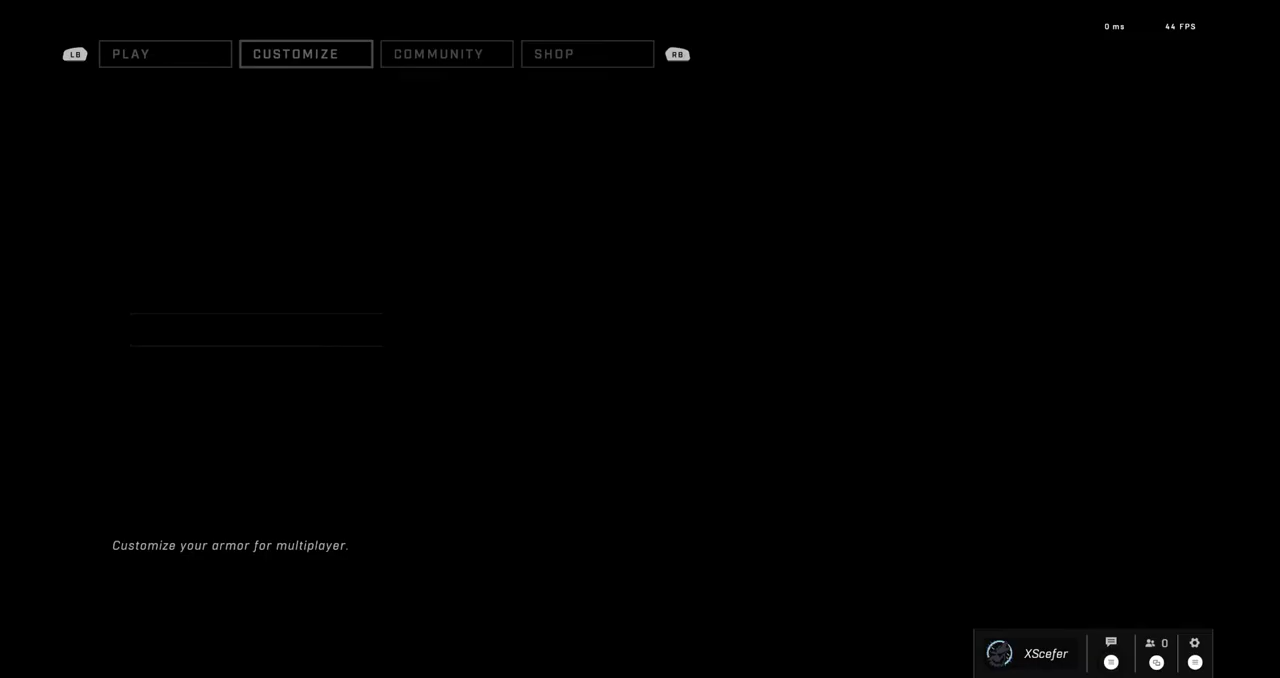 0 ms 44 FPS
LB PLAY CUSTOMIZE COMMUNITY SHOP RB
Customize your armor for multiplayer.
XScefer 0